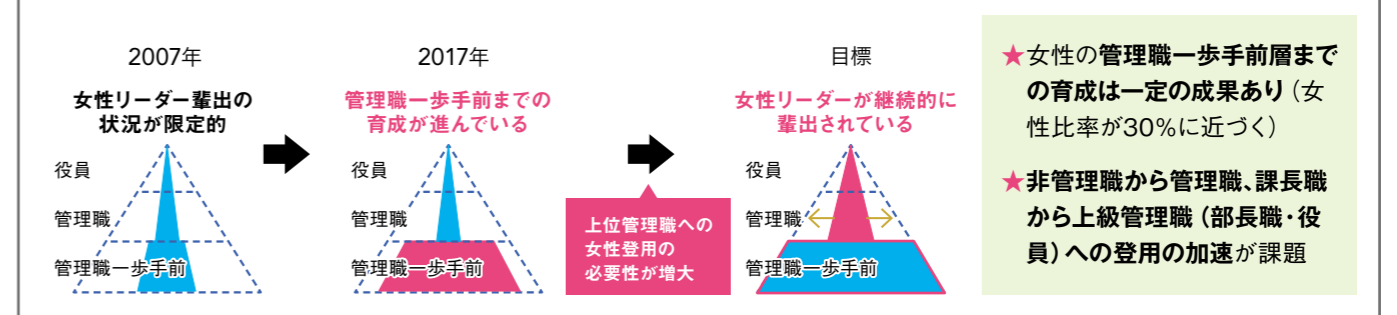 2007年
女性リーダー輩出の
状況が限定的
役員
管理職
管理職一歩手前
2017年
管理職一歩手前までの
育成が進んでいる
役員
管理職
管理職一歩手前
上位管理職への
女性登用の
必要性が増大
目標
女性リーダーが継続的に
輩出されている
役員
管理職
管理職一歩手前
★女性の管理職一歩手前層まで
の育成は一定の成果あり（女
性比率が30％に近づく）
★非管理職から管理職、課長職
から上級管理職（部長職・役
員）への登用の加速が課題